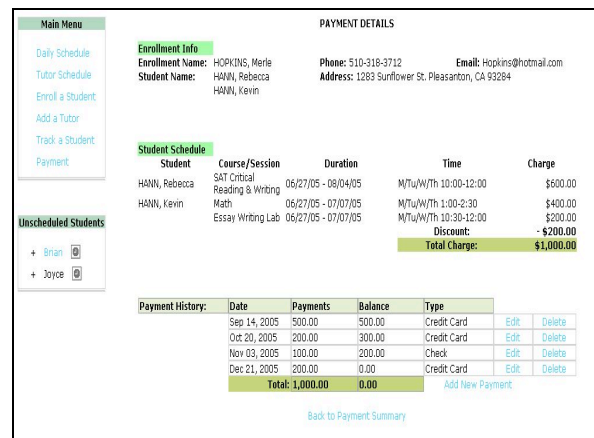 PAYMENT DETAILS
Main Menu
Daily Schedule
Tutor Schedule
Enroll a Student
Add a Tutor
Track a Student
Payment
Unscheduled Students
+ Brian
+ Joyce
Enrollment Info
Enrollment Name: HOPKINS, Merle Phone: 510-318-3712 Email: Hopkins@hotmail.com
Student Name: HANN, Rebecca Address: 1283 Sunflower St. Pleasanton, CA 93284
HANN, Kevin
Student Schedule
Student Course/Session Duration Time Charge
HANN, Rebecca SAT Critical Reading & Writing 06/27/05 - 08/04/05 M/Tu/W/Th 10:00-12:00 $600.00
HANN, Kevin Math 06/27/05 - 07/07/05 M/Tu/W/Th 1:00-2:30 $400.00
Essay Writing Lab 06/27/05 - 07/07/05 M/Tu/W/Th 10:30-12:00 $200.00
Discount: - $200.00
Total Charge: $1,000.00
Payment History: Date Payments Balance Type
Sep 14, 2005 500.00 500.00 Credit Card Edit Delete
Oct 20, 2005 200.00 300.00 Credit Card Edit Delete
Nov 03, 2005 100.00 200.00 Check Edit Delete
Dec 21, 2005 200.00 0.00 Credit Card Edit Delete
Total: 1,000.00 0.00 Add New Payment
Back to Payment Summary